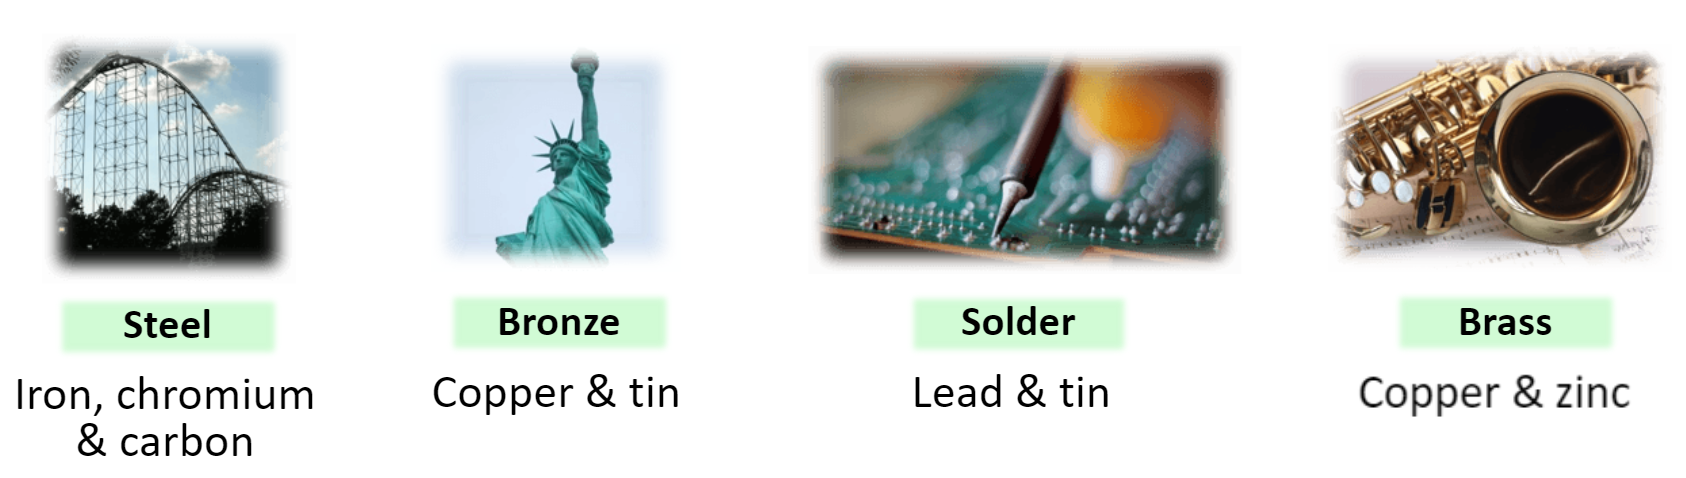 Steel
Iron, chromium
& carbon
Bronze
Copper & tin
Solder
Lead & tin
Brass
Copper & zinc